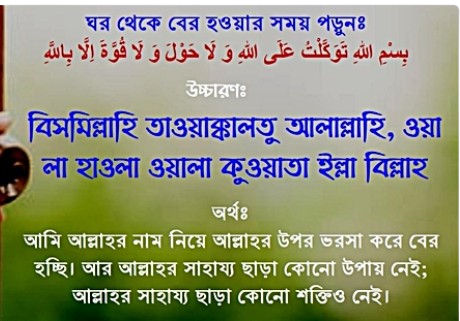 ঘর থেকে বের হওয়ার সময় পড়ুনঃ
بِسْمِ اللهِ تَوَكَّلْتُ عَلَى اللهِ وَ لَا حَوْلَ وَ لَا قُوَّةَ اِلَّا بِاللَّهِ
উচ্চারণঃ
বিসমিল্লাহি তাওয়াক্কালতু আলাল্লাহি, ওয়া
লা হাওলা ওয়ালা কুওয়াতা ইল্লা বিল্লাহ
অর্থঃ
আমি আল্লাহর নাম নিয়ে আল্লাহর উপর ভরসা করে বের
হচ্ছি। আর আল্লাহর সাহায্য ছাড়া কোনো উপায় নেই;
আল্লাহর সাহায্য ছাড়া কোনো শক্তিও নেই।